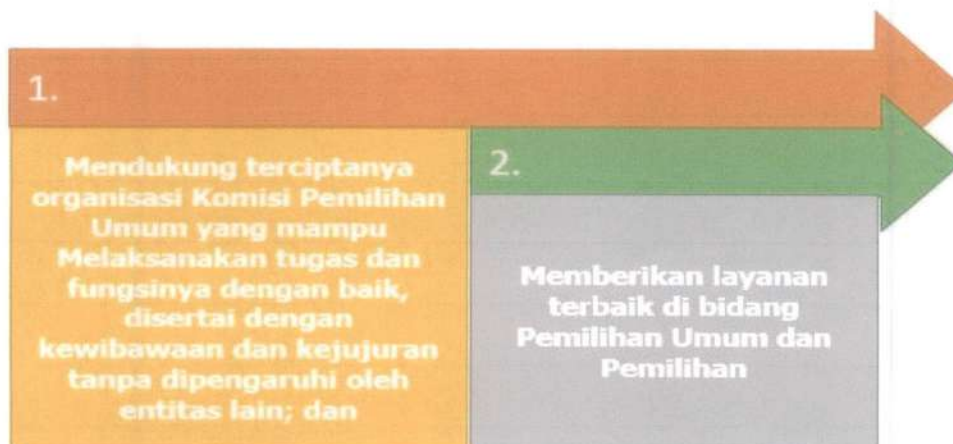 1.
Mendukung terciptanya
organisasi Komisi Pemilihan
Umum yang mampu
Melaksanakan tugas dan
fungsinya dengan baik,
disertai dengan
kewibawaan dan kejujuran
tanpa dipengaruhi oleh
entitas lain; dan
2.
Memberikan layanan
terbaik di bidang
Pemilihan Umum dan
Pemilihan